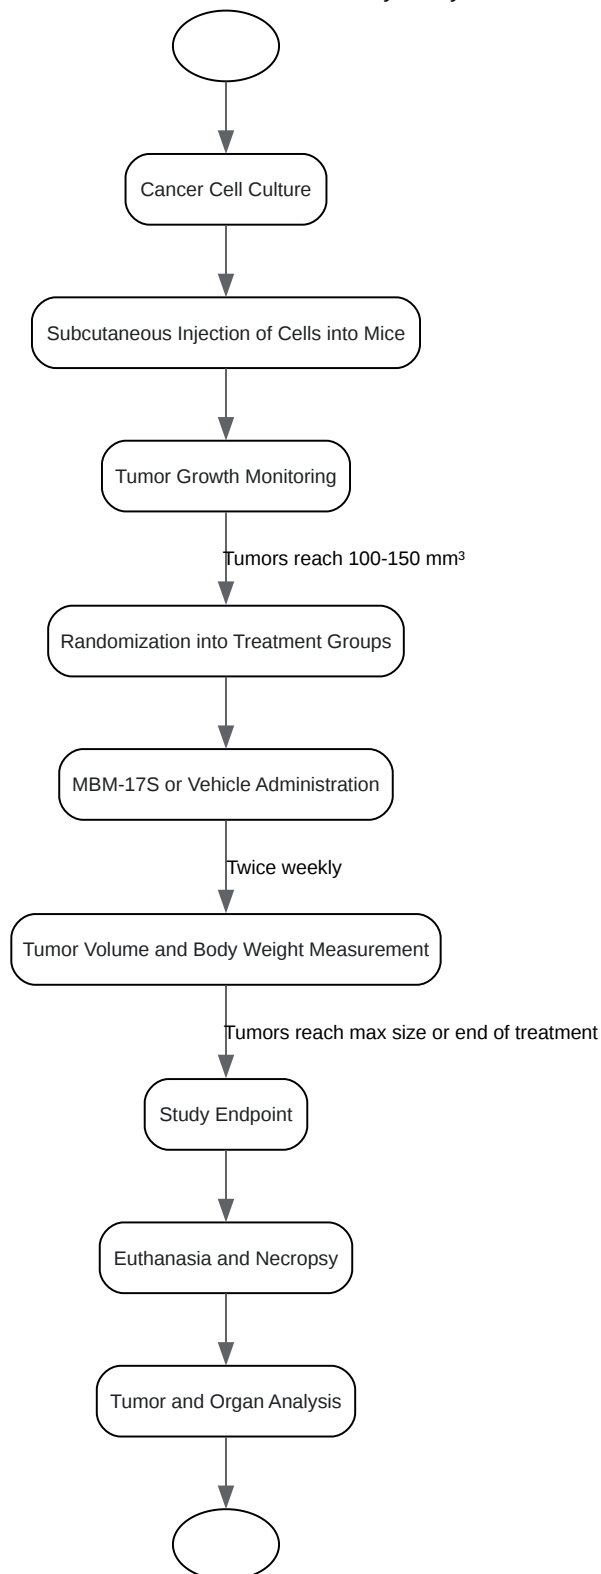 Cancer Cell Culture
Subcutaneous Injection of Cells into Mice
Tumor Growth Monitoring
Tumors reach 100-150 mm³
Randomization into Treatment Groups
MBM-17S or Vehicle Administration
Twice weekly
Tumor Volume and Body Weight Measurement
Tumors reach max size or end of treatment
Study Endpoint
Euthanasia and Necropsy
Tumor and Organ Analysis